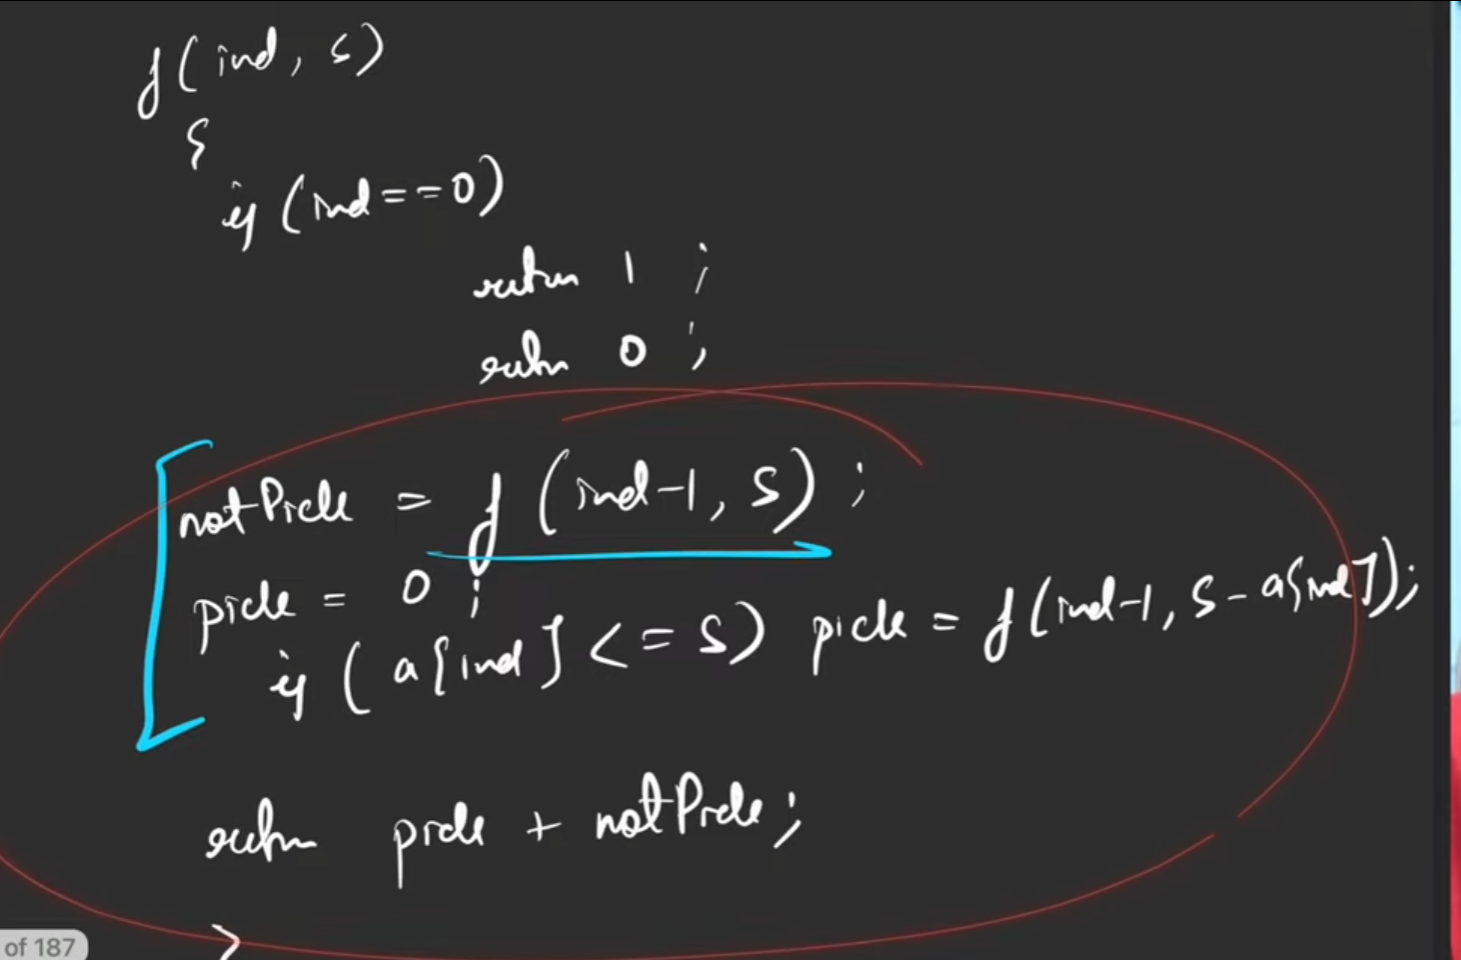 f(ind, s)
{
if (ind==0)
return 1 ;
return 0 ;
notPick = f (ind-1, s) ;
pick = 0 ;
if (a[ind] <= s) pick = f(ind-1, s-a[ind]);
return pick + notPick ;
}
of 187